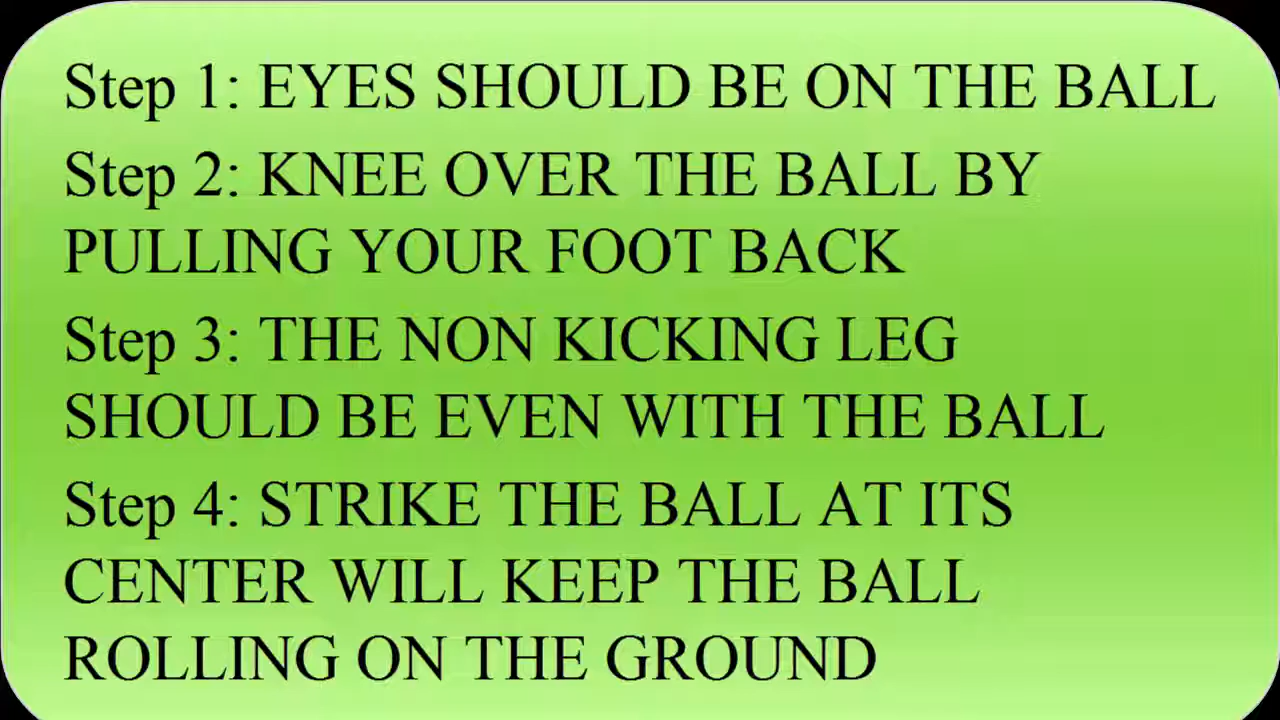 Step 1: EYES SHOULD BE ON THE BALL
Step 2: KNEE OVER THE BALL BY
PULLING YOUR FOOT BACK
Step 3: THE NON KICKING LEG
SHOULD BE EVEN WITH THE BALL
Step 4: STRIKE THE BALL AT ITS
CENTER WILL KEEP THE BALL
ROLLING ON THE GROUND